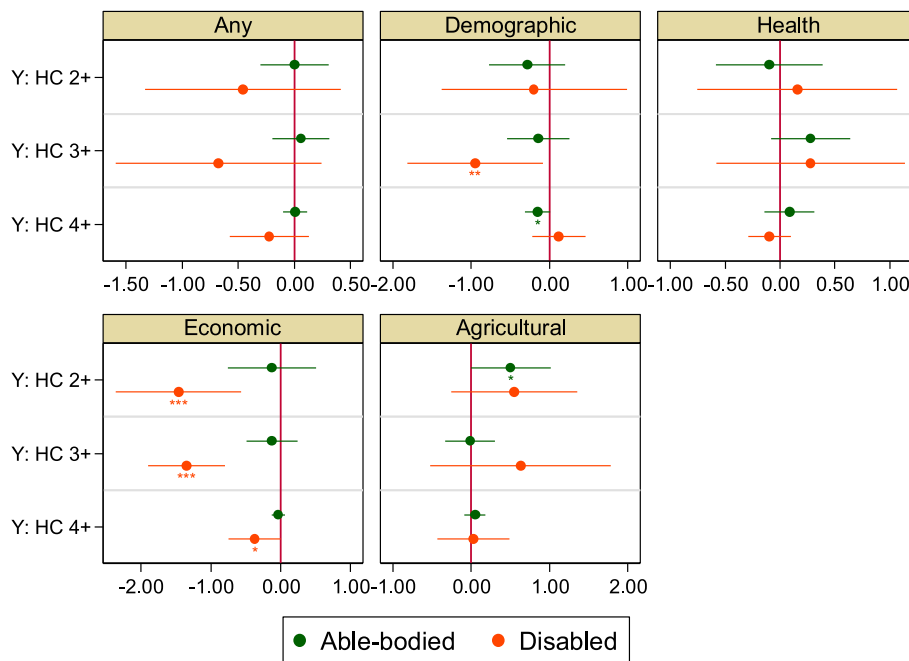 Any Demographic Health
Y: HC 2+
Y: HC 3+
**
Y: HC 4+
*
-1.50 -1.00 -0.50 0.00 0.50 -2.00 -1.00 0.00 1.00 -1.00 -0.50 0.00 0.50 1.00
Economic Agricultural
Y: HC 2+
*** *
Y: HC 3+
***
Y: HC 4+
*
-2.00 -1.00 0.00 -1.00 0.00 1.00 2.00
Able-bodied Disabled